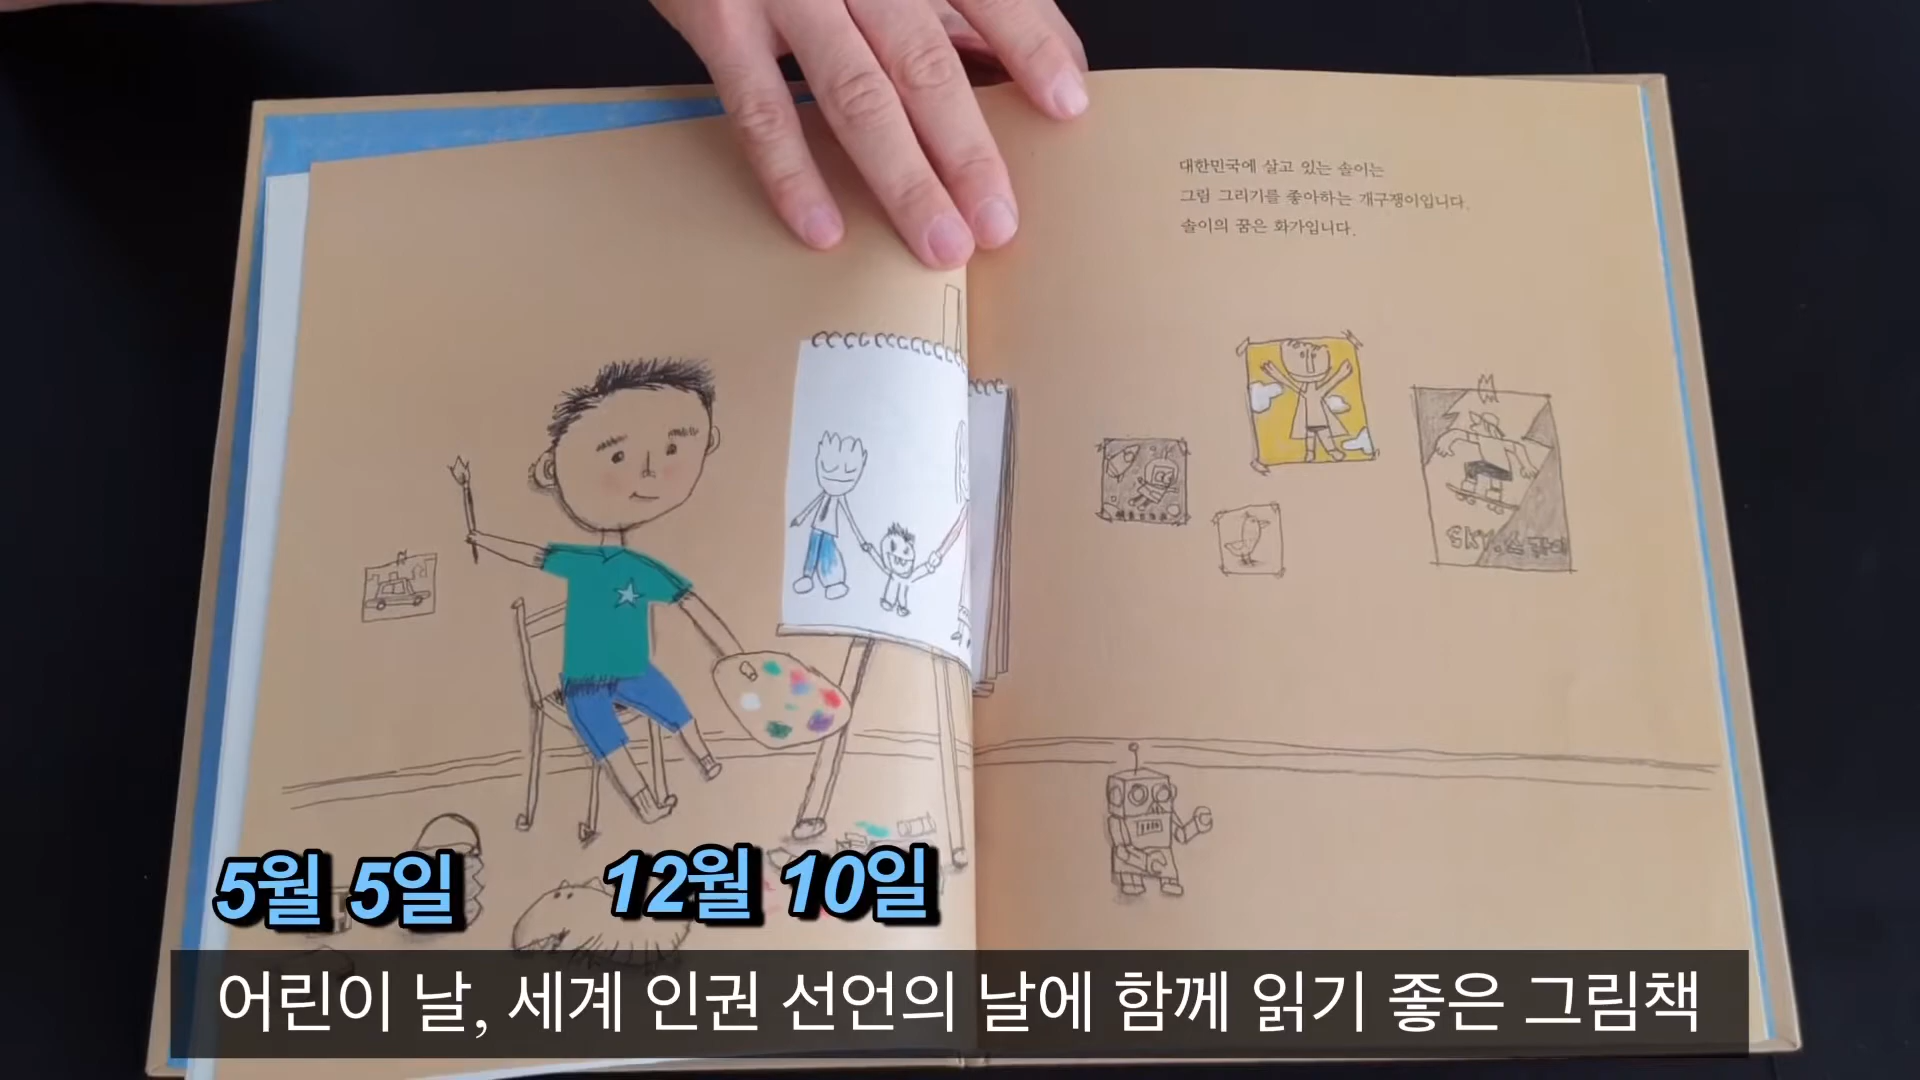 대한민국에 살고 있는 솔이는
그림 그리기를 좋아하는 개구쟁이입니다.
솔이의 꿈은 화가입니다.
SKY
5월 5일
12월 10일
어린이 날, 세계 인권 선언의 날에 함께 읽기 좋은 그림책